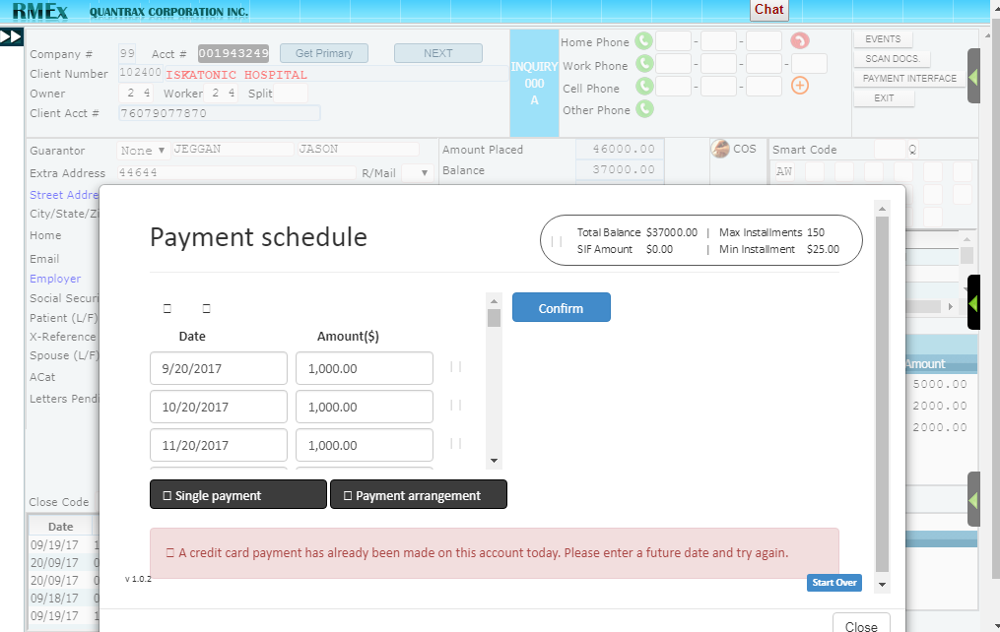 RMEx QUANTRAX CORPORATION INC. Chat
Company # 99 Acct # 001943249 Get Primary NEXT
Client Number 102400 ISKATONIC HOSPITAL
Owner 2 4 Worker 2 4 Split
Client Acct # 76079077870
INQUIRY
000
A
Home Phone - -
Work Phone - - -
Cell Phone - -
Other Phone
EVENTS
SCAN DOCS.
PAYMENT INTERFACE
EXIT
Guarantor None JEGGAN JASON
Extra Address 44644 R/Mail
Amount Placed 46000.00
Balance 37000.00
COS
Smart Code Q
AW
Street Addre
City/State/Zi
Home
Email
Employer
Social Securi
Patient (L/F)
X-Reference
Spouse (L/F)
ACat
Letters Pendi
Payment schedule
Total Balance $37000.00 | Max Installments 150
SIF Amount $0.00 | Min Installment $25.00
Date Amount($)
9/20/2017 1,000.00
10/20/2017 1,000.00
11/20/2017 1,000.00
Confirm
Single payment Payment arrangement
A credit card payment has already been made on this account today. Please enter a future date and try again.
v 1.0.2
Start Over
Close
Amount
5000.00
2000.00
2000.00
Close Code
Date
09/19/17 1
20/09/17 0
20/09/17 0
09/18/17 0
09/19/17 1